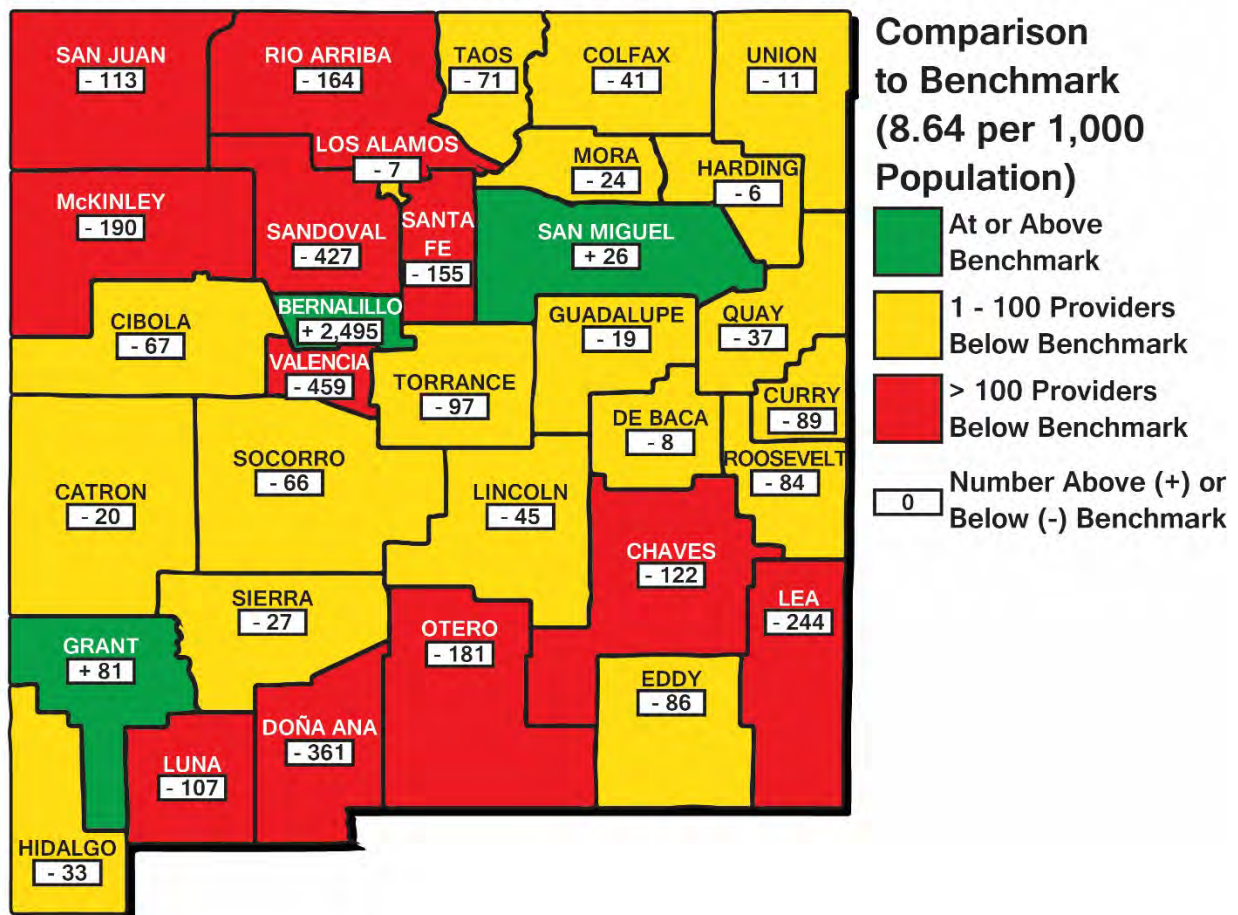 Comparison
to Benchmark
(8.64 per 1,000
Population)
At or Above
Benchmark
1 - 100 Providers
Below Benchmark
> 100 Providers
Below Benchmark
0
Number Above (+) or
Below (-) Benchmark
SAN JUAN
- 113
RIO ARRIBA
- 164
TAOS
- 71
COLFAX
- 41
UNION
- 11
LOS ALAMOS
- 7
MORA
- 24
HARDING
- 6
McKINLEY
- 190
SANDOVAL
- 427
SANTA
FE
- 155
SAN MIGUEL
+ 26
BERNALILLO
+ 2,495
CIBOLA
- 67
GUADALUPE
- 19
QUAY
- 37
VALENCIA
- 459
TORRANCE
- 97
CURRY
- 89
DE BACA
- 8
ROOSEVELT
- 84
SOCORRO
- 66
CATRON
- 20
LINCOLN
- 45
CHAVES
- 122
SIERRA
- 27
LEA
- 244
OTERO
- 181
GRANT
+ 81
EDDY
- 86
DOÑA ANA
- 361
LUNA
- 107
HIDALGO
- 33